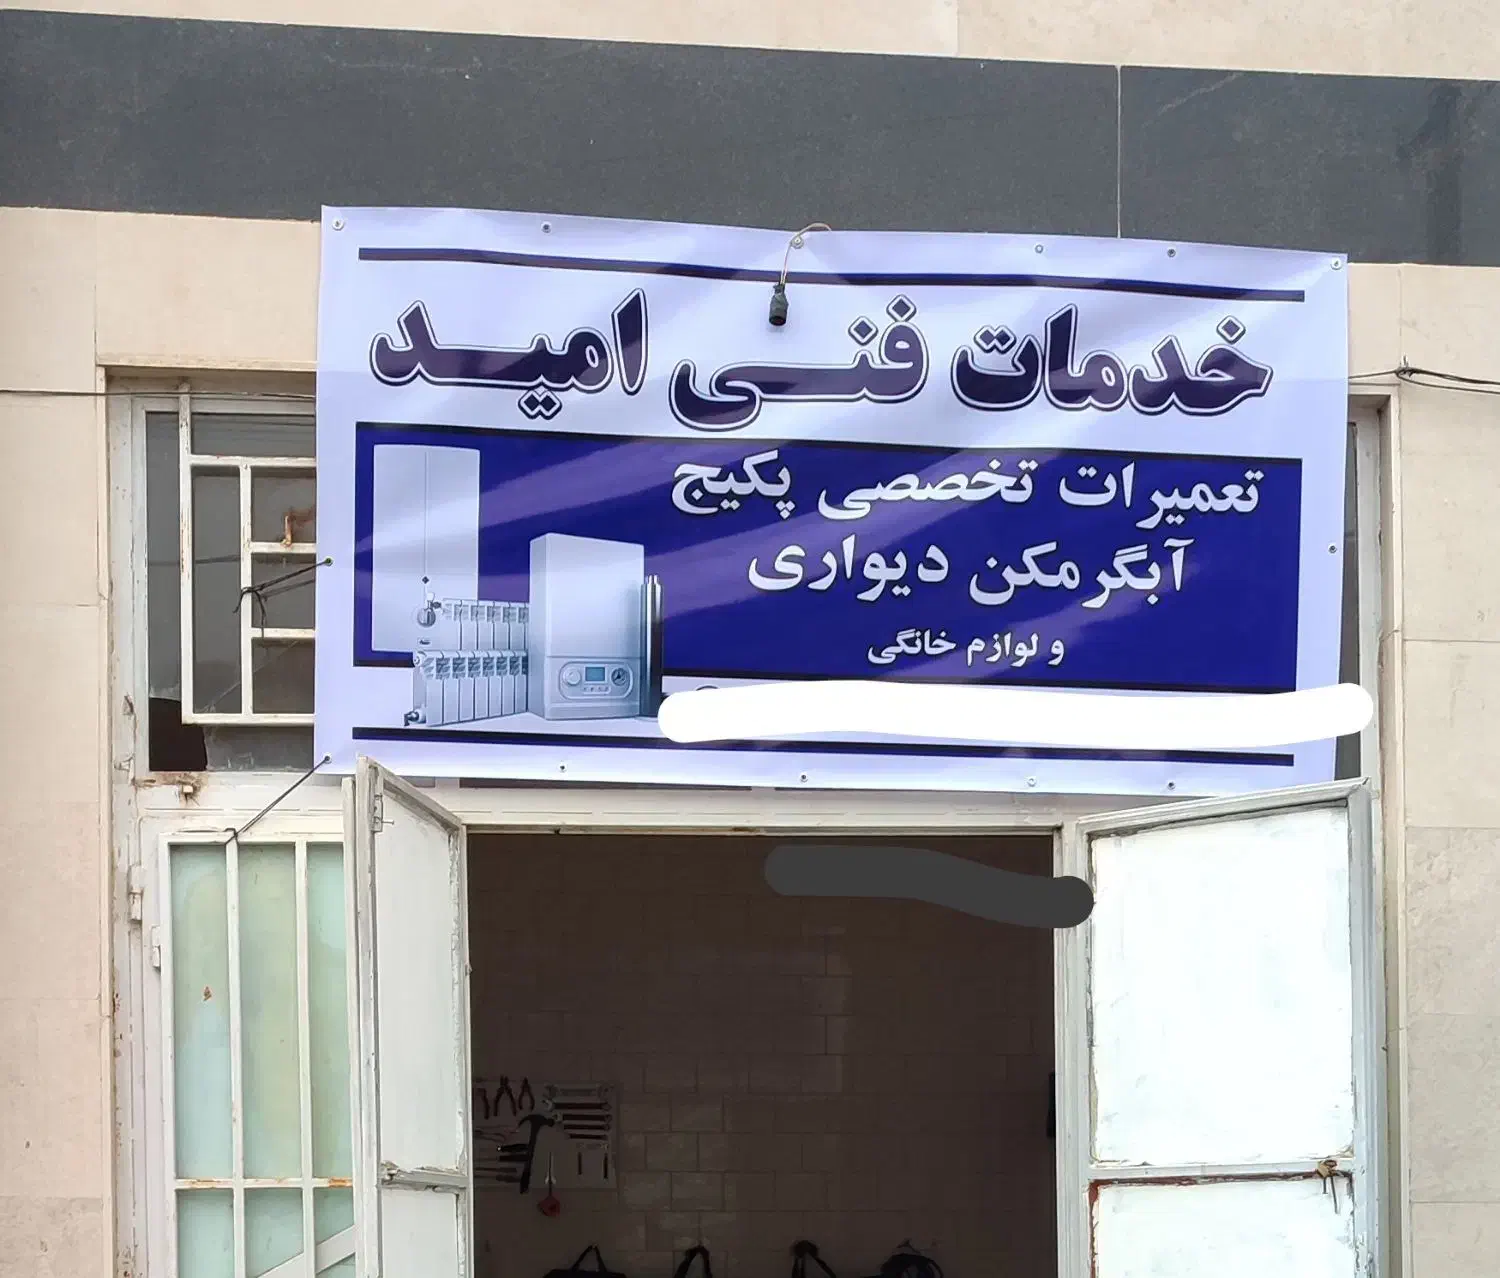 خدمات فنی امید
تعمیرات تخصصی پکیج
آبگرمکن دیواری
و لوازم خانگی